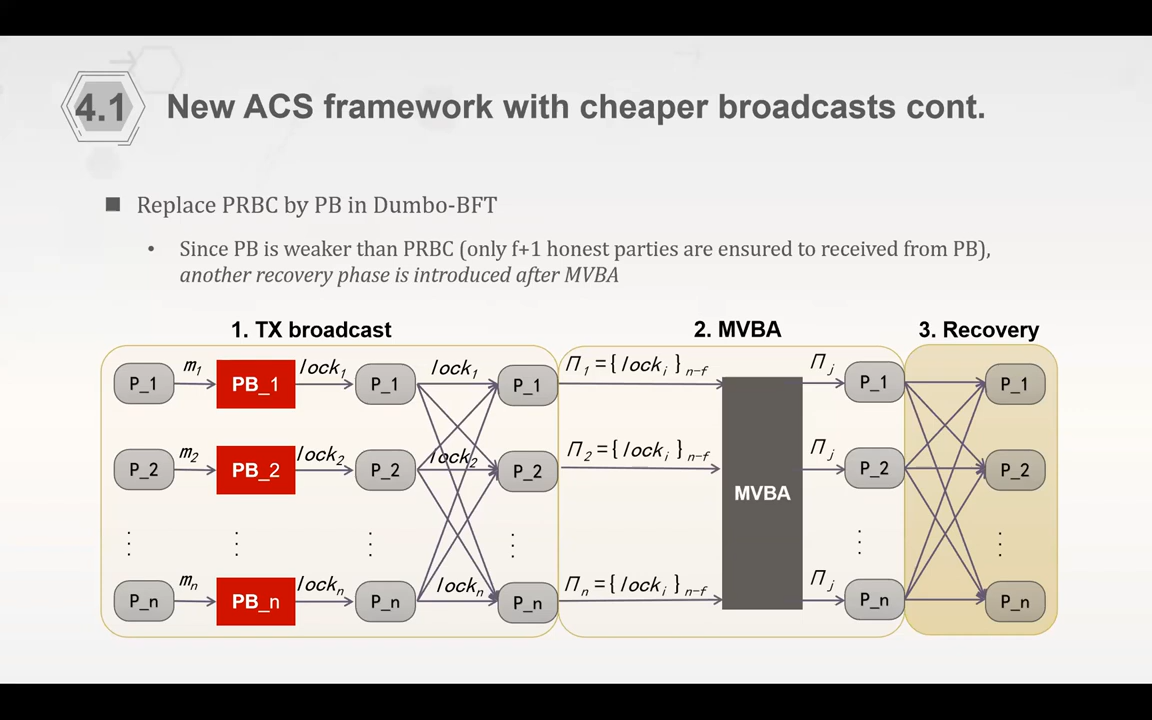 4.1
New ACS framework with cheaper broadcasts cont.
■ Replace PRBC by PB in Dumbo-BFT
• Since PB is weaker than PRBC (only f+1 honest parties are ensured to received from PB),
another recovery phase is introduced after MVBA
1. TX broadcast 2. MVBA 3. Recovery
P_1 m₁ PB_1 lock₁ P_1 lock₁ P_1 Π₁ ={lockᵢ}ₙ₋f Πⱼ P_1 P_1
P_2 m₂ PB_2 lock₂ P_2 lock₂ P_2 Π₂ ={lockᵢ}ₙ₋f Πⱼ P_2 P_2
MVBA
⋮ ⋮ ⋮ ⋮ ⋮ ⋮
P_n mₙ PB_n lockₙ P_n lockₙ P_n Πₙ ={lockᵢ}ₙ₋f Πⱼ P_n P_n